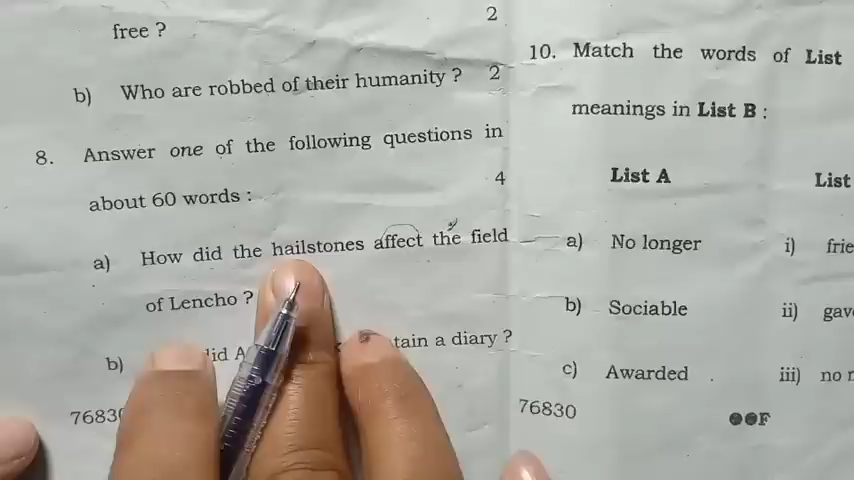 free ? 2
b) Who are robbed of their humanity ? 2
8. Answer one of the following questions in
about 60 words : 4
a) How did the hailstones affect the field
of Lencho ?
b) tain a diary ?
7683
10. Match the words of List
meanings in List B :
List A List
a) No longer i)
b) Sociable ii)
c) Awarded iii) no
76830 F